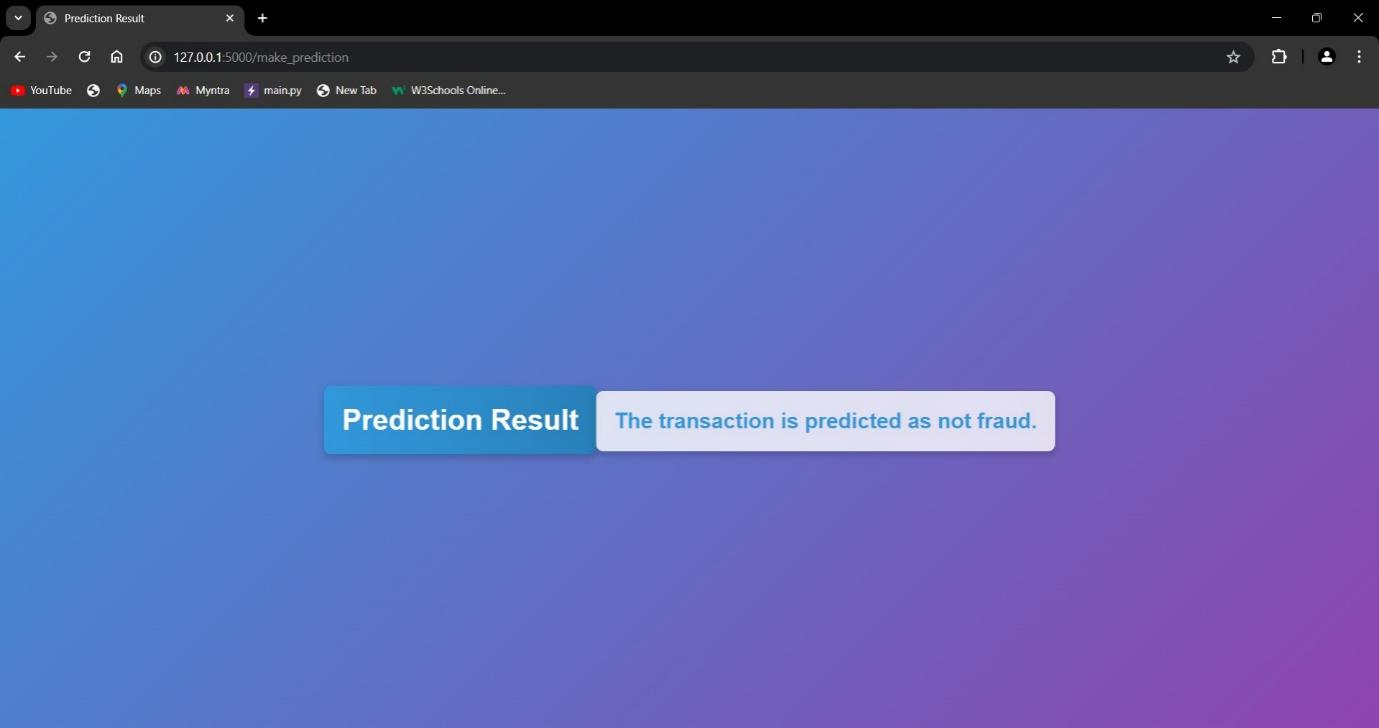 Prediction Result
127.0.0.1:5000/make_prediction
YouTube Maps Myntra main.py New Tab W3Schools Online...
Prediction Result
The transaction is predicted as not fraud.